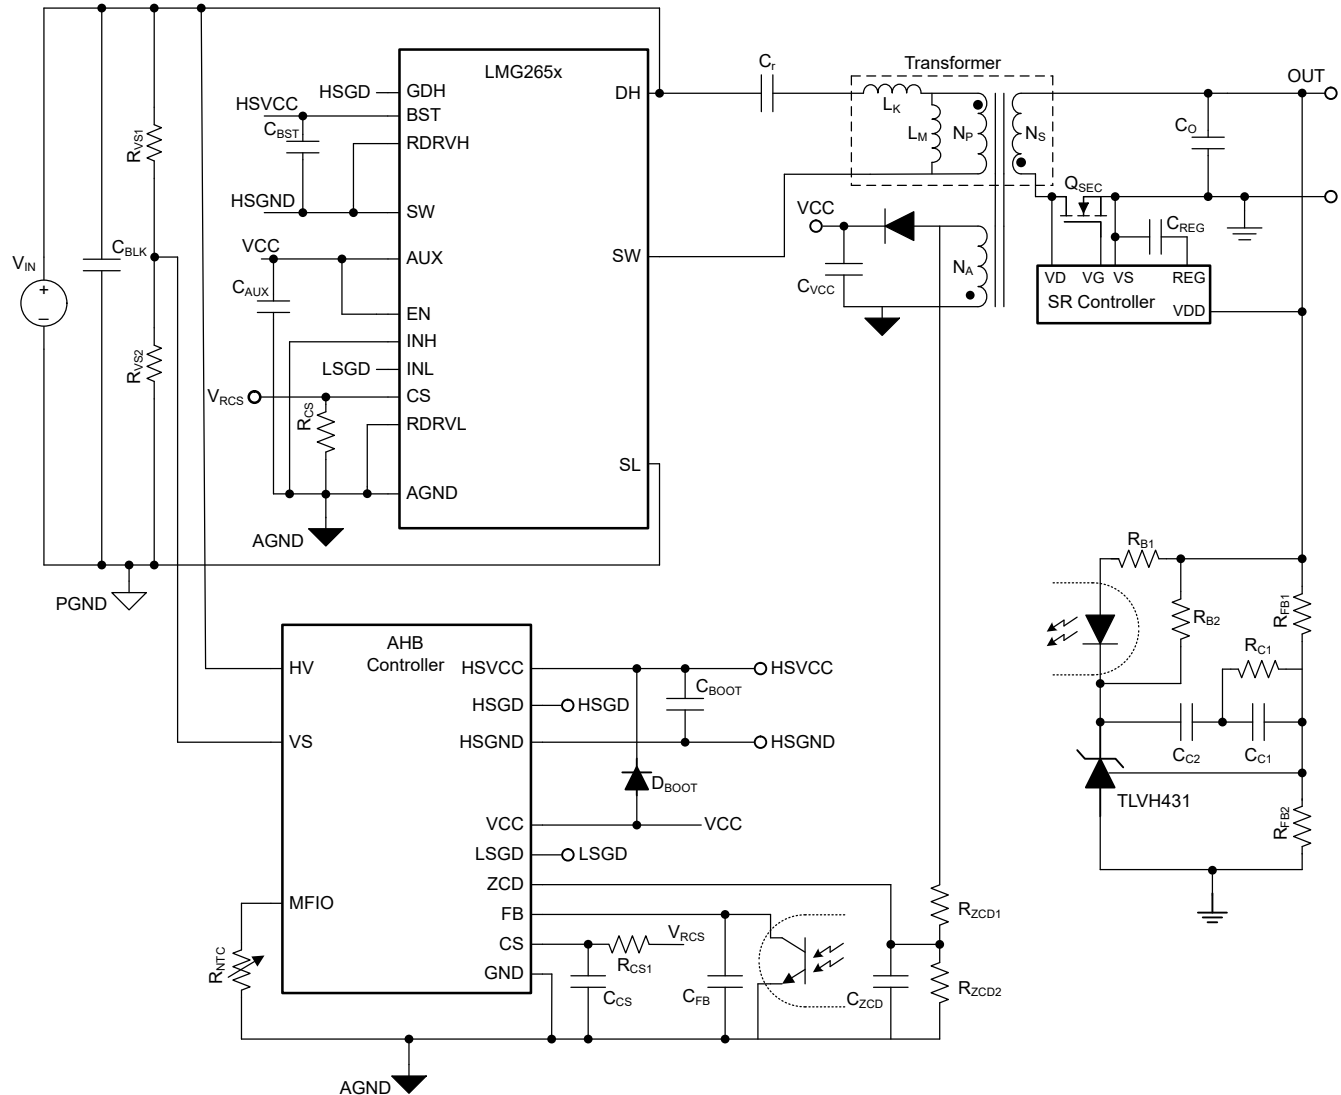 LMG265x
GDH
BST
RDRVH
SW
AUX
EN
INH
INL
CS
RDRVL
AGND
DH
SW
SL
HSGD
HSVCC
CBST
HSGND
VCC
CAUX
LSGD
VRCS
RCS
AGND
VIN
+
–
CBLK
RVS1
RVS2
PGND
Cr
Transformer
LK
LM
NP
NS
NA
VCC
CVCC
OUT
CO
QSEC
CREG
VD
VG
VS
REG
SR Controller
VDD
RB1
RB2
RFB1
RC1
CC2
CC1
TLVH431
RFB2
AHB
Controller
HV
VS
MFIO
HSVCC
HSGD
HSGND
VCC
LSGD
ZCD
FB
CS
GND
HSVCC
CBOOT
HSGD
HSGND
DBOOT
VCC
LSGD
RNTC
VRCS
RCS1
CCS
CFB
CZCD
RZCD1
RZCD2
AGND